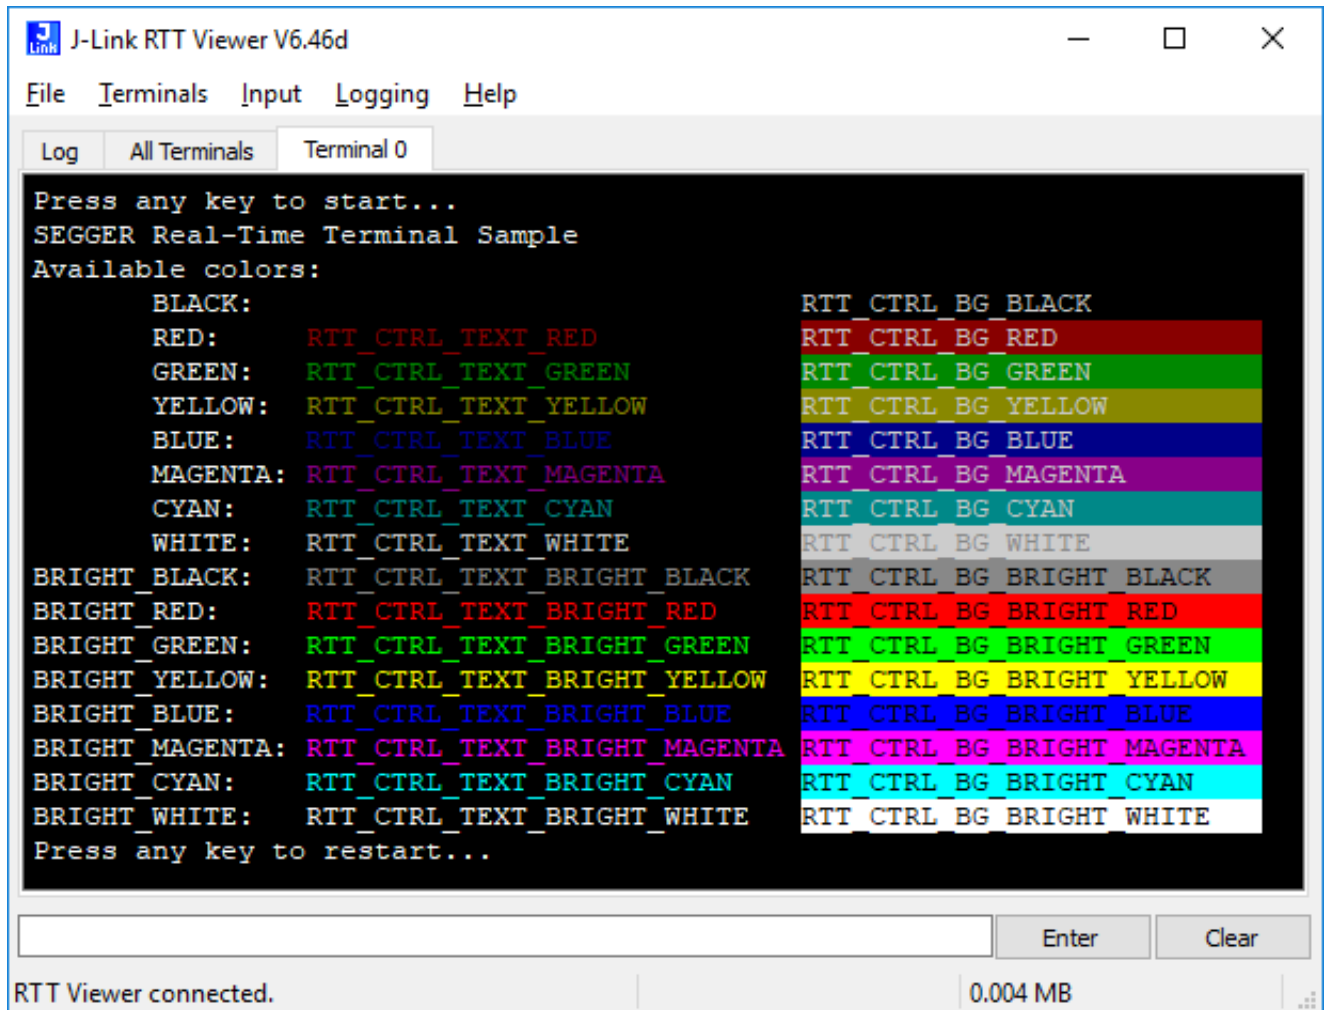 J Link J-Link RTT Viewer V6.46d
File Terminals Input Logging Help
Log All Terminals Terminal 0
Press any key to start...
SEGGER Real-Time Terminal Sample
Available colors:
BLACK: RTT_CTRL_BG_BLACK
RED: RTT_CTRL_TEXT_RED RTT_CTRL_BG_RED
GREEN: RTT_CTRL_TEXT_GREEN RTT_CTRL_BG_GREEN
YELLOW: RTT_CTRL_TEXT_YELLOW RTT_CTRL_BG_YELLOW
BLUE: RTT_CTRL_TEXT_BLUE RTT_CTRL_BG_BLUE
MAGENTA: RTT_CTRL_TEXT_MAGENTA RTT_CTRL_BG_MAGENTA
CYAN: RTT_CTRL_TEXT_CYAN RTT_CTRL_BG_CYAN
WHITE: RTT_CTRL_TEXT_WHITE RTT_CTRL_BG_WHITE
BRIGHT_BLACK: RTT_CTRL_TEXT_BRIGHT_BLACK RTT_CTRL_BG_BRIGHT_BLACK
BRIGHT_RED: RTT_CTRL_TEXT_BRIGHT_RED RTT_CTRL_BG_BRIGHT_RED
BRIGHT_GREEN: RTT_CTRL_TEXT_BRIGHT_GREEN RTT_CTRL_BG_BRIGHT_GREEN
BRIGHT_YELLOW: RTT_CTRL_TEXT_BRIGHT_YELLOW RTT_CTRL_BG_BRIGHT_YELLOW
BRIGHT_BLUE: RTT_CTRL_TEXT_BRIGHT_BLUE RTT_CTRL_BG_BRIGHT_BLUE
BRIGHT_MAGENTA: RTT_CTRL_TEXT_BRIGHT_MAGENTA RTT_CTRL_BG_BRIGHT_MAGENTA
BRIGHT_CYAN: RTT_CTRL_TEXT_BRIGHT_CYAN RTT_CTRL_BG_BRIGHT_CYAN
BRIGHT_WHITE: RTT_CTRL_TEXT_BRIGHT_WHITE RTT_CTRL_BG_BRIGHT_WHITE
Press any key to restart...
Enter Clear
RTT Viewer connected. 0.004 MB